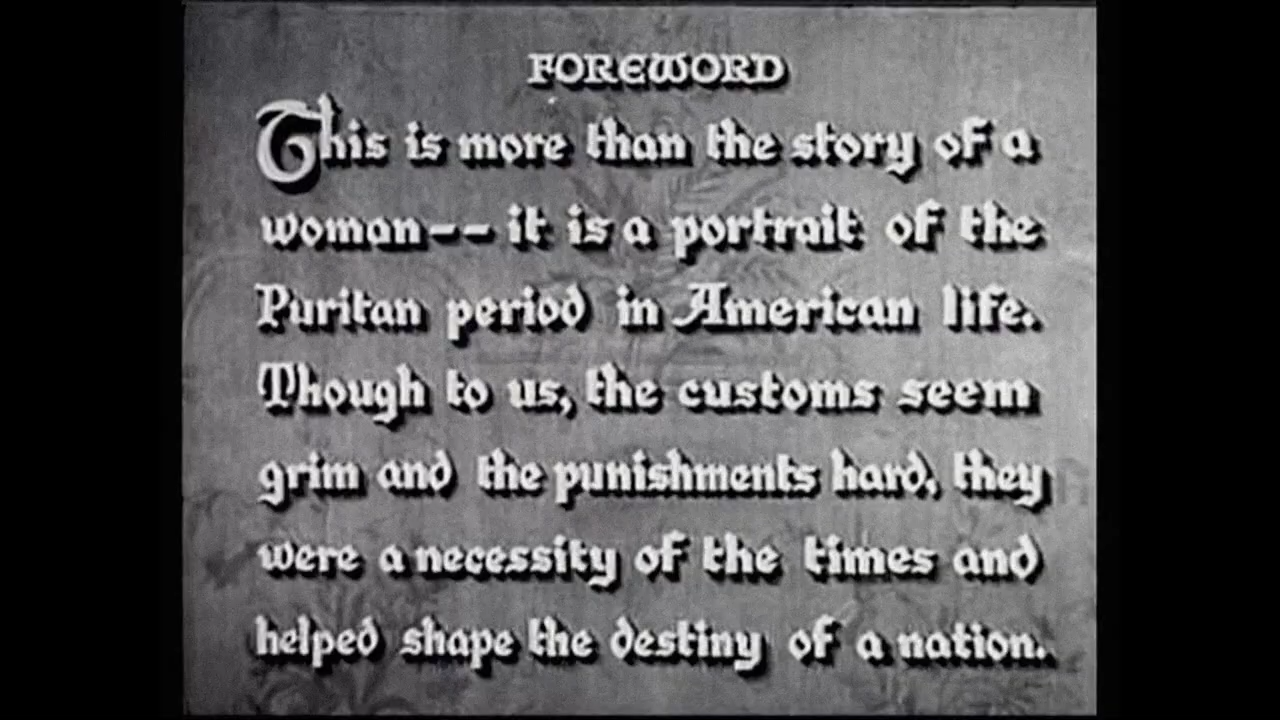 FOREWORD
This is more than the story of a
woman-- it is a portrait of the
Puritan period in American life.
Though to us, the customs seem
grim and the punishments hard, they
were a necessity of the times and
helped shape the destiny of a nation.